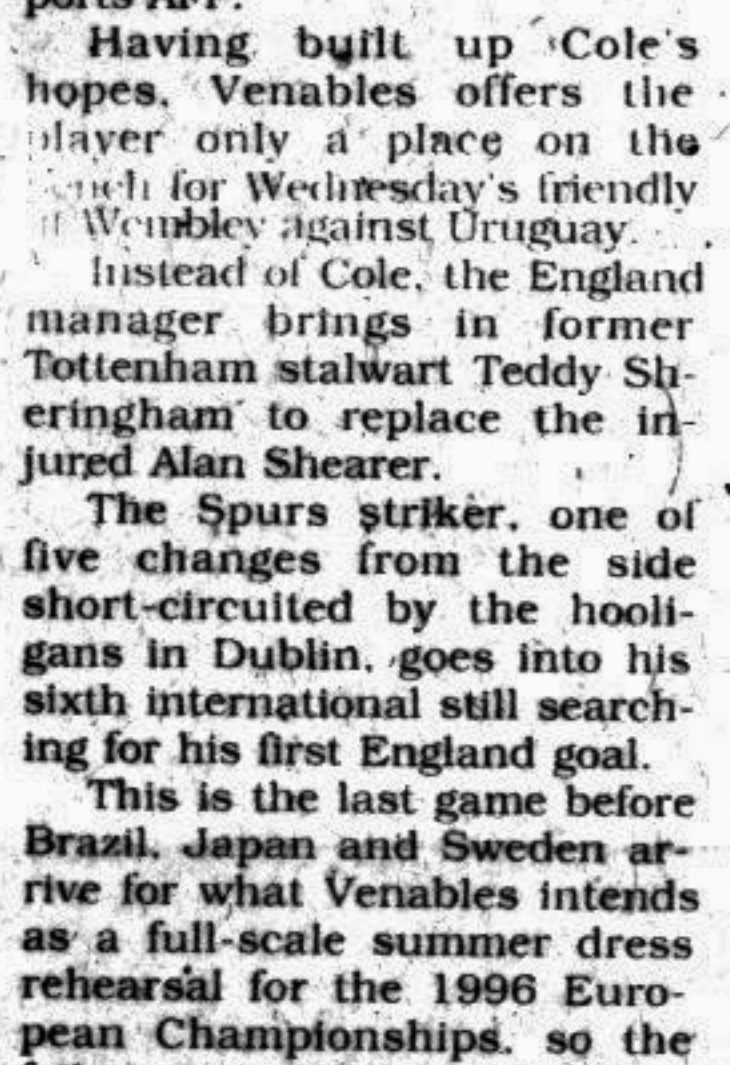 ports AFP.
Having built up Cole's
hopes, Venables offers the
player only a place on the
for Wednesday's friendly
Wembley against Uruguay.
Instead of Cole, the England
manager brings in former
Tottenham stalwart Teddy Sh-
eringham to replace the in-
jured Alan Shearer.
The Spurs striker, one of
five changes from the side
short-circuited by the hooli-
gans in Dublin, goes into his
sixth international still search-
ing for his first England goal.
This is the last game before
Brazil, Japan and Sweden ar-
rive for what Venables intends
as a full-scale summer dress
rehearsal for the 1996 Euro-
pean Championships, so the